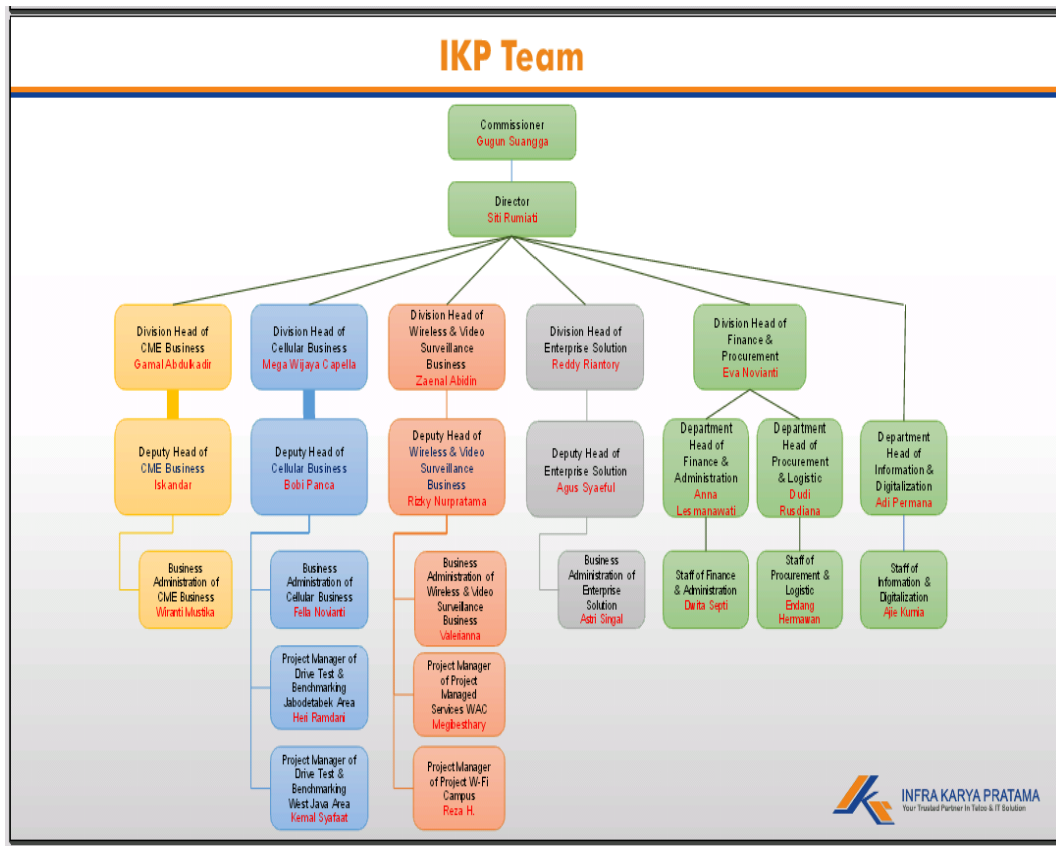 IKP Team
Commissioner
Gugun Suangga
Director
Siti Rumiati
Division Head of
CME Business
Gamal Abdulkadir
Division Head of
Cellular Business
Mega Wijaya Capella
Division Head of
Wireless & Video
Surveillance
Business
Zaenal Abidin
Division Head of
Enterprise Solution
Reddy Riantory
Division Head of
Finance &
Procurement
Eva Novianti
Deputy Head of
CME Business
Iskandar
Deputy Head of
Cellular Business
Bobi Panca
Deputy Head of
Wireless & Video
Surveillance
Business
Rizky Nurpratama
Deputy Head of
Enterprise Solution
Agus Syaeful
Department
Head of
Finance &
Administration
Anna
Lesmanawati
Department
Head of
Procurement
& Logistic Dudi
Rusdiana
Department
Head of
Information &
Digitalization
Adi Permana
Business
Administration of
CME Business
Wiranti Mustika
Business
Administration of
Cellular Business
Fella Novianti
Business
Administration of
Wireless & Video
Surveillance
Business
Valerianna
Business
Administration of
Enterprise
Solution
Astri Singal
Staff of Finance
& Administration
Dwita Septi
Staff of
Procurement &
Logistic
Endang
Hermawan
Staff of
Information &
Digitalization
Ajie Kurnia
Project Manager of
Drive Test &
Benchmarking
Jabodetabek Area
Heri Ramdani
Project Manager
of Project
Managed
Services WAC
Megibesthary
Project Manager of
Drive Test &
Benchmarking
West Java Area
Kemal Syafaat
Project Manager
of Project Wi-Fi
Campus
Reza H.
INFRA KARYA PRATAMA
Your Trusted Partner In Telco & IT Solution